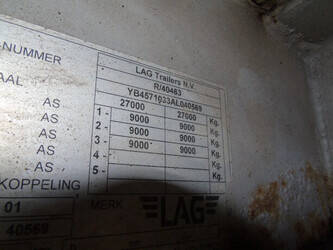 LAG Trailers N.V.
-NUMMER R/40463
YB4571033AL040569
AAL 27000 27000 Kg.
AS 1- 9000 9000 Kg.
AS 2- 9000 9000 Kg.
AS 3- 9000 9000 Kg.
AS 4- Kg.
AS 5- Kg.
KOPPELING
01 MERK LAG
40569